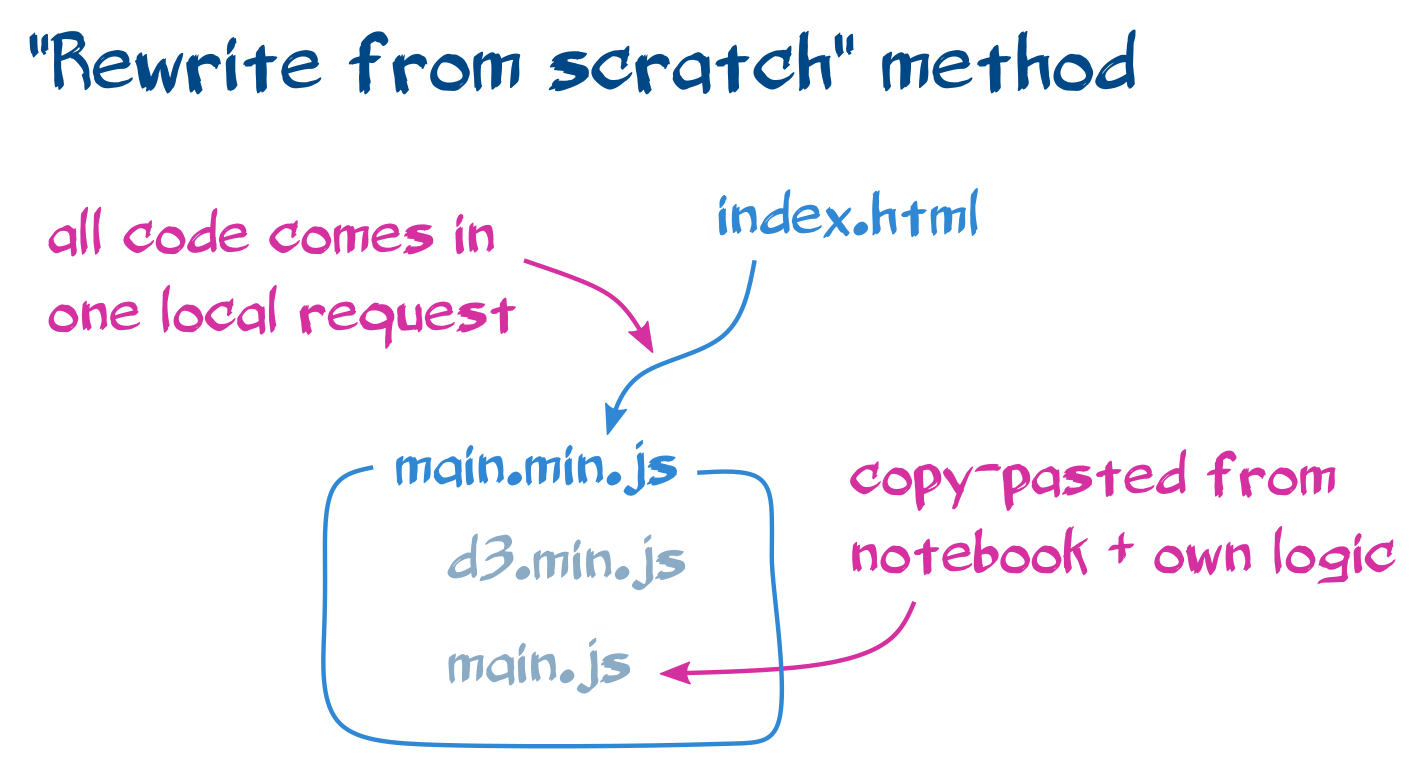 "Rewrite from scratch" method
all code comes in
one local request
index.html
main.min.js
d3.min.js
main.js
copy-pasted from
notebook + own logic